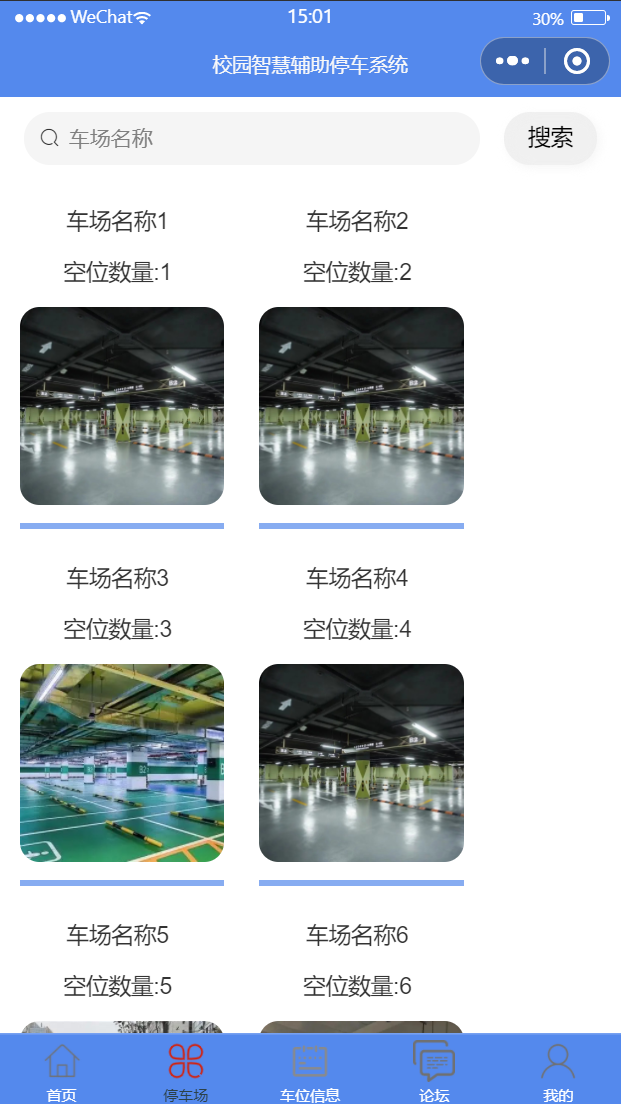 WeChat 15:01 30%
校园智慧辅助停车系统
车场名称 搜索
车场名称1 车场名称2
空位数量:1 空位数量:2
车场名称3 车场名称4
空位数量:3 空位数量:4
车场名称5 车场名称6
空位数量:5 空位数量:6
首页 停车场 车位信息 论坛 我的